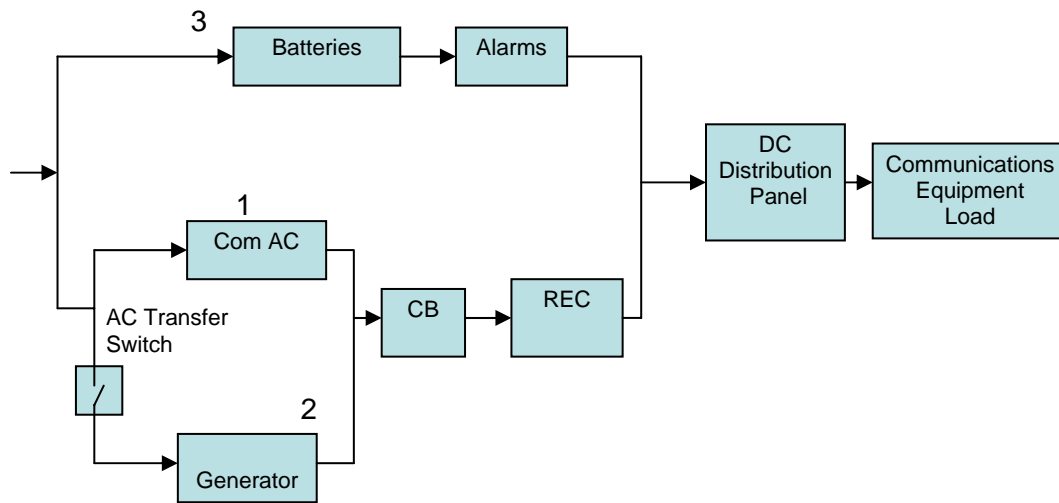 3
Batteries
Alarms
DC
Distribution
Panel
Communications
Equipment
Load
1
Com AC
CB
REC
AC Transfer
Switch
2
Generator